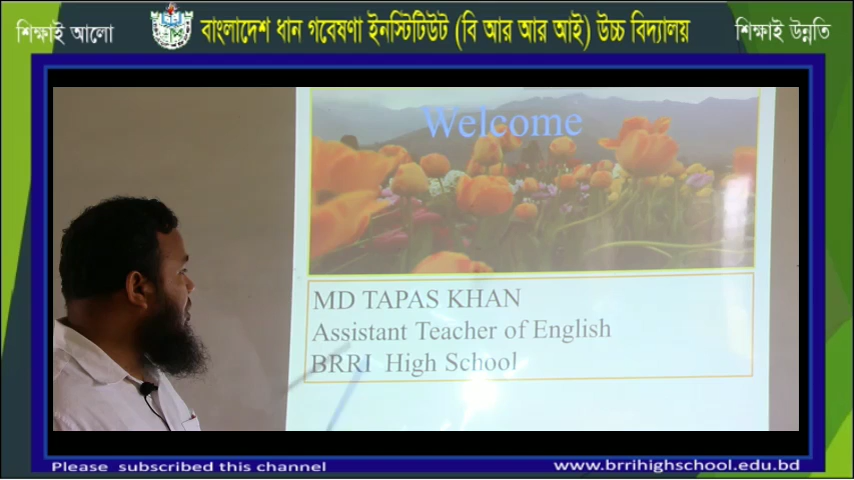 শিক্ষাই আলো
বাংলাদেশ ধান গবেষণা ইনস্টিটিউট (বি আর আর আই) উচ্চ বিদ্যালয়
শিক্ষাই উন্নতি
Welcome
MD TAPAS KHAN
Assistant Teacher of English
BRRI High School
Please subscribed this channel
www.brrihighschool.edu.bd